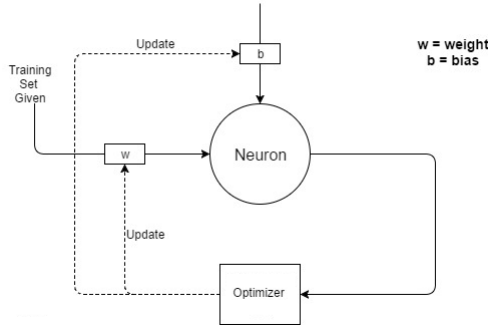 Update
b
w = weight
b = bias
Training
Set
Given
w
Neuron
Update
Optimizer